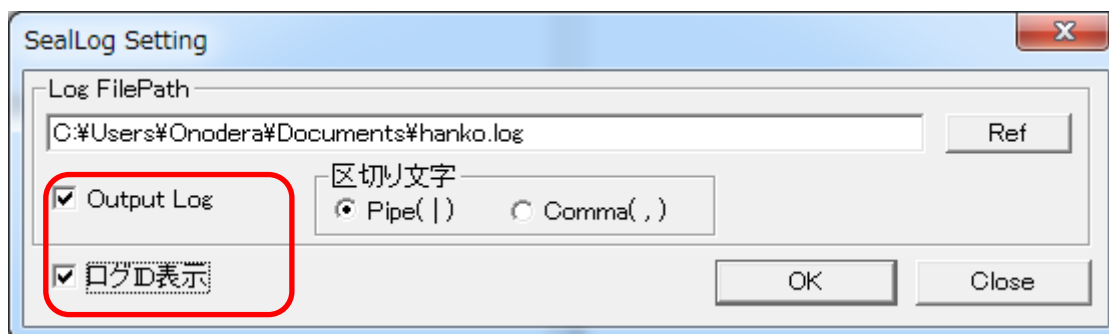 SealLog Setting
Log FilePath
C:¥Users¥Onodera¥Documents¥hanko.log
Ref
Output Log
区切り文字
Pipe( | )
Comma( , )
ログID表示
OK
Close